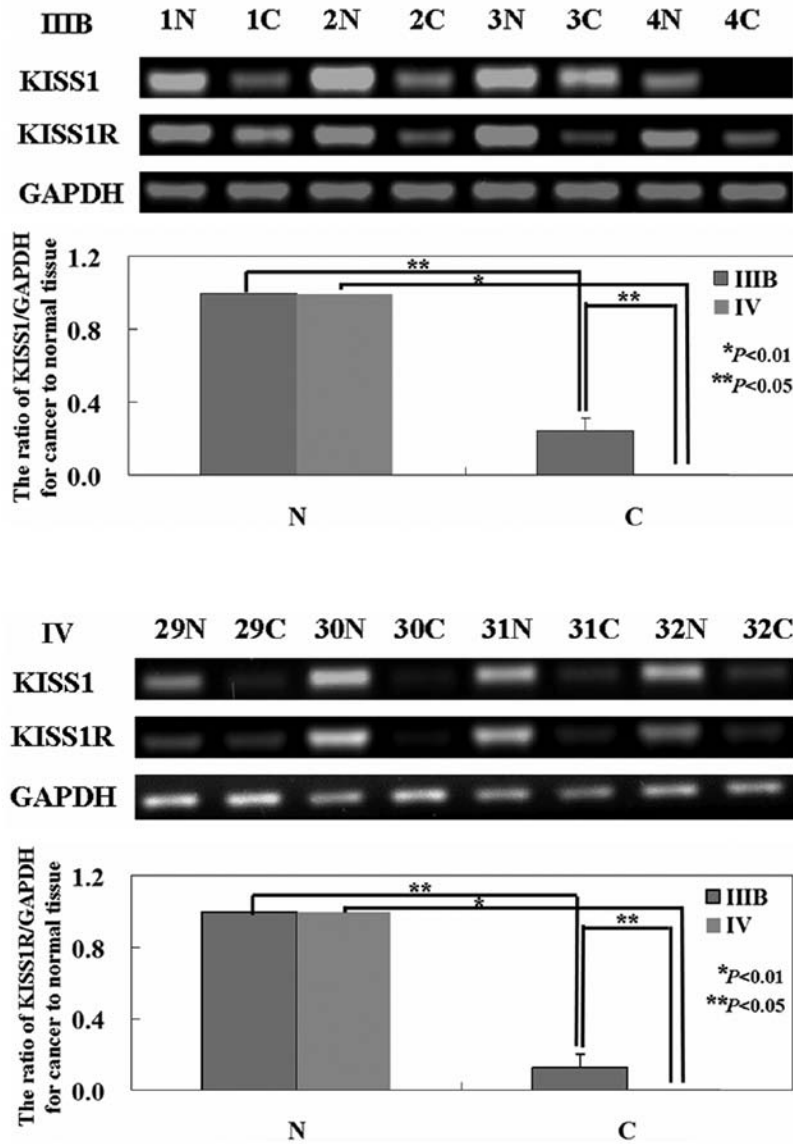 IIIB 1N 1C 2N 2C 3N 3C 4N 4C
KISS1
KISS1R
GAPDH
The ratio of KISS1/GAPDH
for cancer to normal tissue
1.2
0.8
0.4
0.0
**
*
**
IIIB
IV
*P<0.01
**P<0.05
N C
IV 29N 29C 30N 30C 31N 31C 32N 32C
KISS1
KISS1R
GAPDH
The ratio of KISS1R/GAPDH
for cancer to normal tissue
1.2
0.8
0.4
0.0
**
*
**
IIIB
IV
*P<0.01
**P<0.05
N C